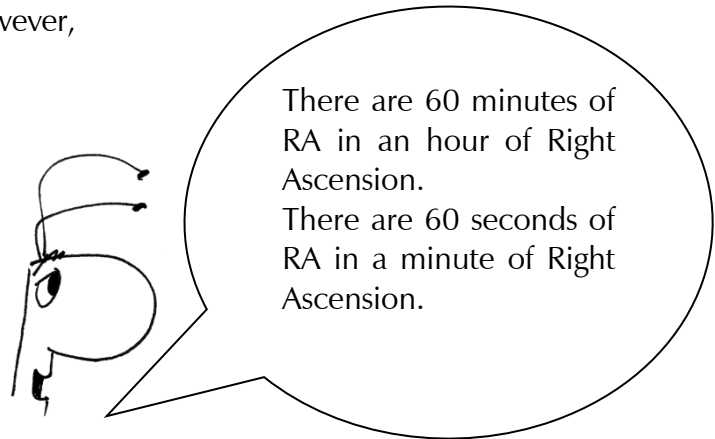 wever,
There are 60 minutes of
RA in an hour of Right
Ascension.
There are 60 seconds of
RA in a minute of Right
Ascension.